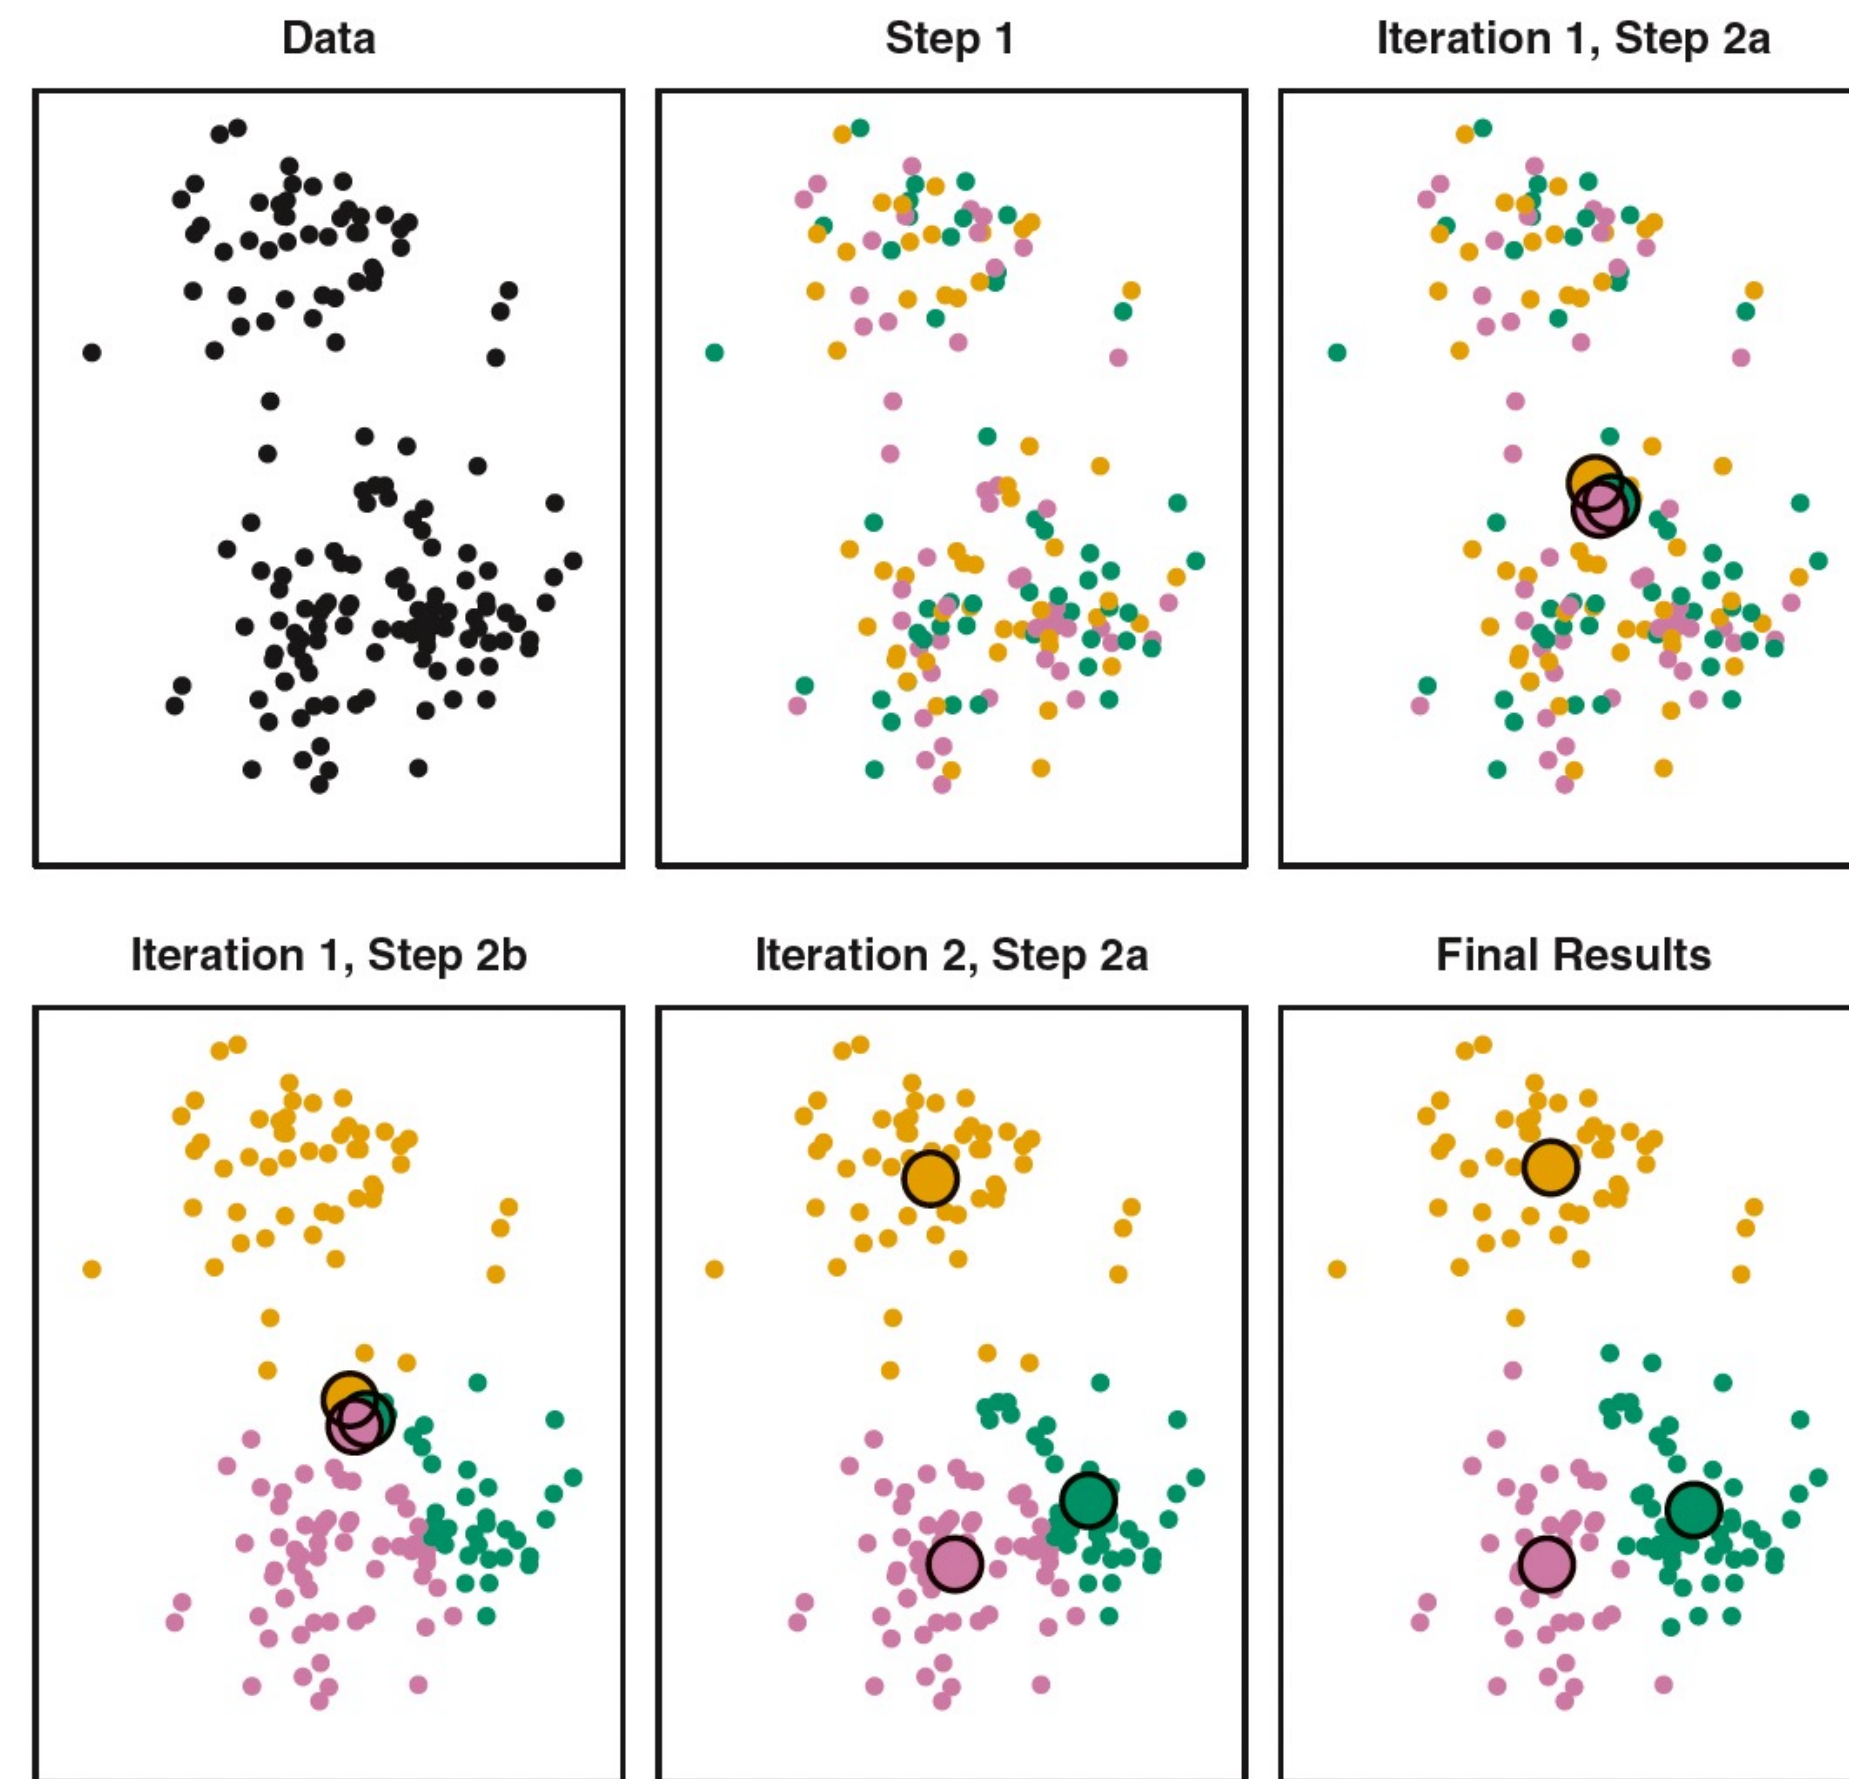 Data
Step 1
Iteration 1, Step 2a
Iteration 1, Step 2b
Iteration 2, Step 2a
Final Results